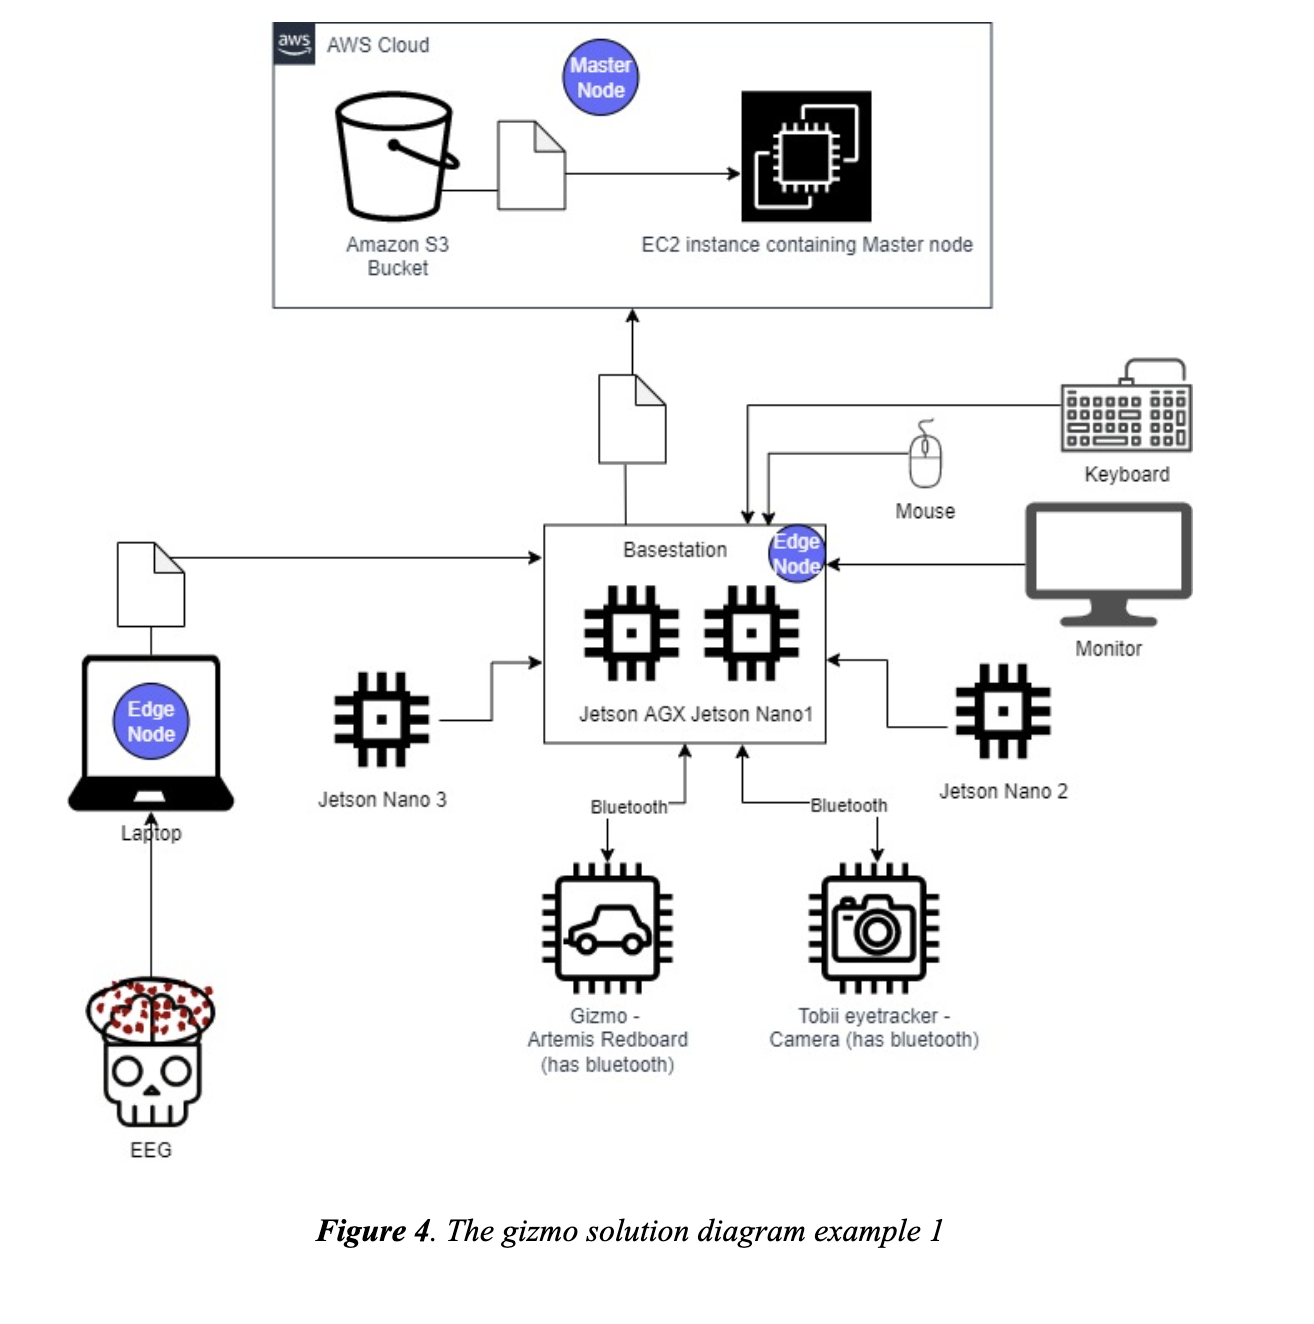 aws
AWS Cloud
Master
Node
Amazon S3
Bucket
EC2 instance containing Master node
Keyboard
Mouse
Basestation
Edge
Node
Monitor
Jetson AGX Jetson Nano1
Edge
Node
Laptop
Jetson Nano 3
Jetson Nano 2
Bluetooth
Bluetooth
Gizmo -
Artemis Redboard
(has bluetooth)
Tobii eyetracker -
Camera (has bluetooth)
EEG
Figure 4. The gizmo solution diagram example 1